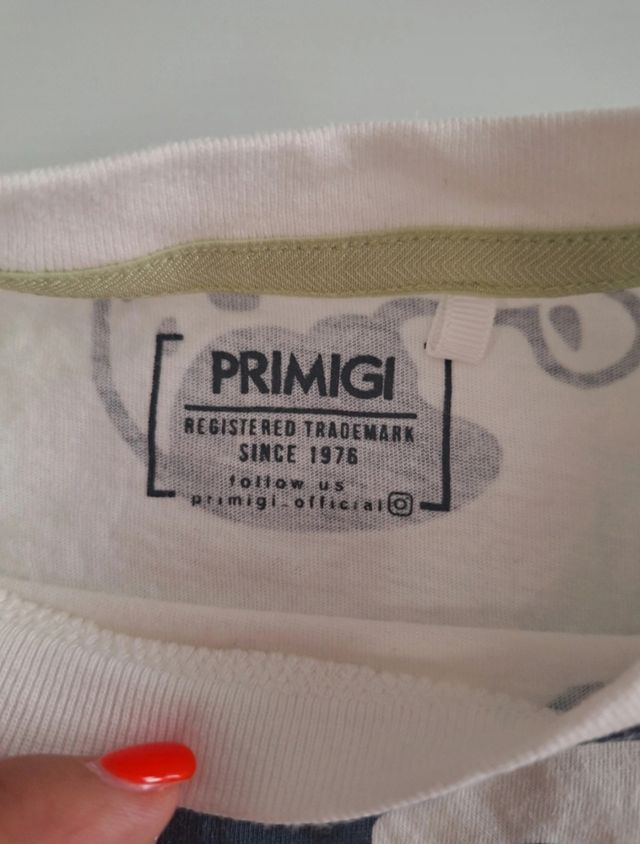 PRIMIGI
REGISTERED TRADEMARK
SINCE 1976
follow us
primigi_official